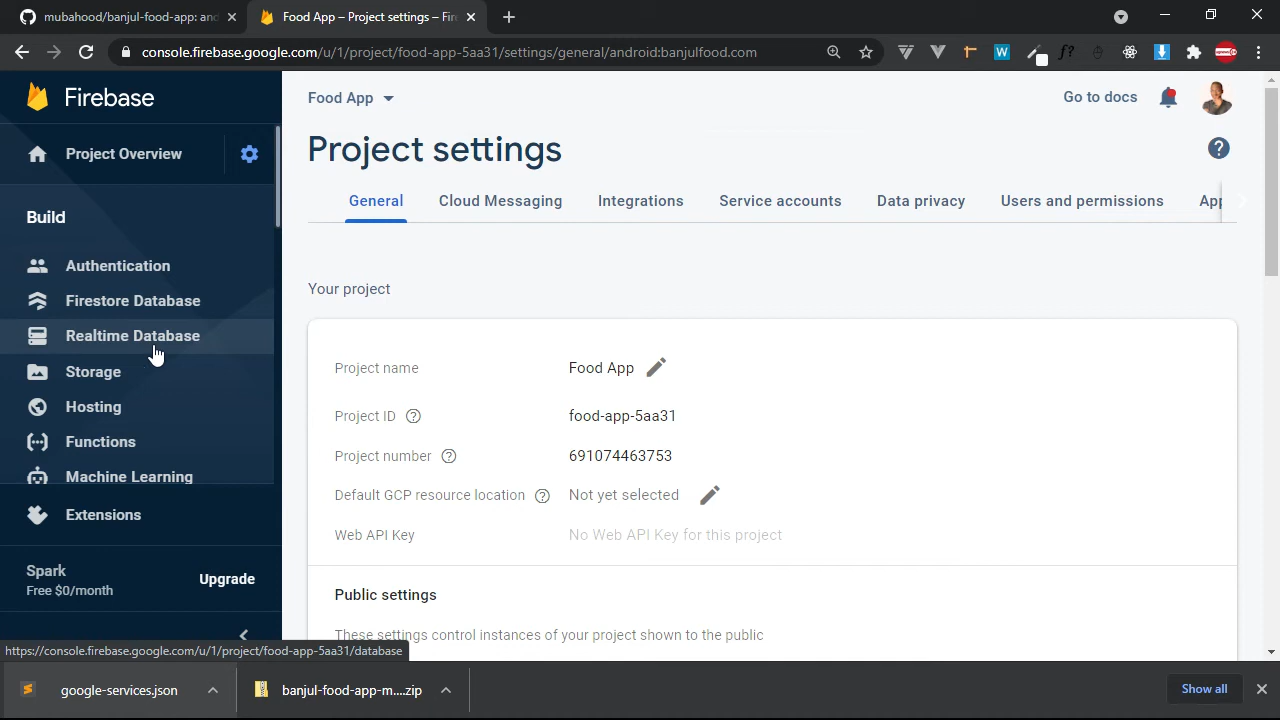 mubahood/banjul-food-app: and
Food App – Project settings – Fire
console.firebase.google.com/u/1/project/food-app-5aa31/settings/general/android:banjulfood.com
W
f?
Firebase
Food App
Go to docs
Project Overview
Project settings
?
General
Cloud Messaging
Integrations
Service accounts
Data privacy
Users and permissions
App
Build
Authentication
Firestore Database
Realtime Database
Storage
Hosting
Functions
Machine Learning
Extensions
Spark
Free $0/month
Upgrade
Your project
Project name
Food App
Project ID ?
food-app-5aa31
Project number ?
691074463753
Default GCP resource location ?
Not yet selected
Web API Key
No Web API Key for this project
Public settings
These settings control instances of your project shown to the public
https://console.firebase.google.com/u/1/project/food-app-5aa31/database
google-services.json
banjul-food-app-m....zip
Show all